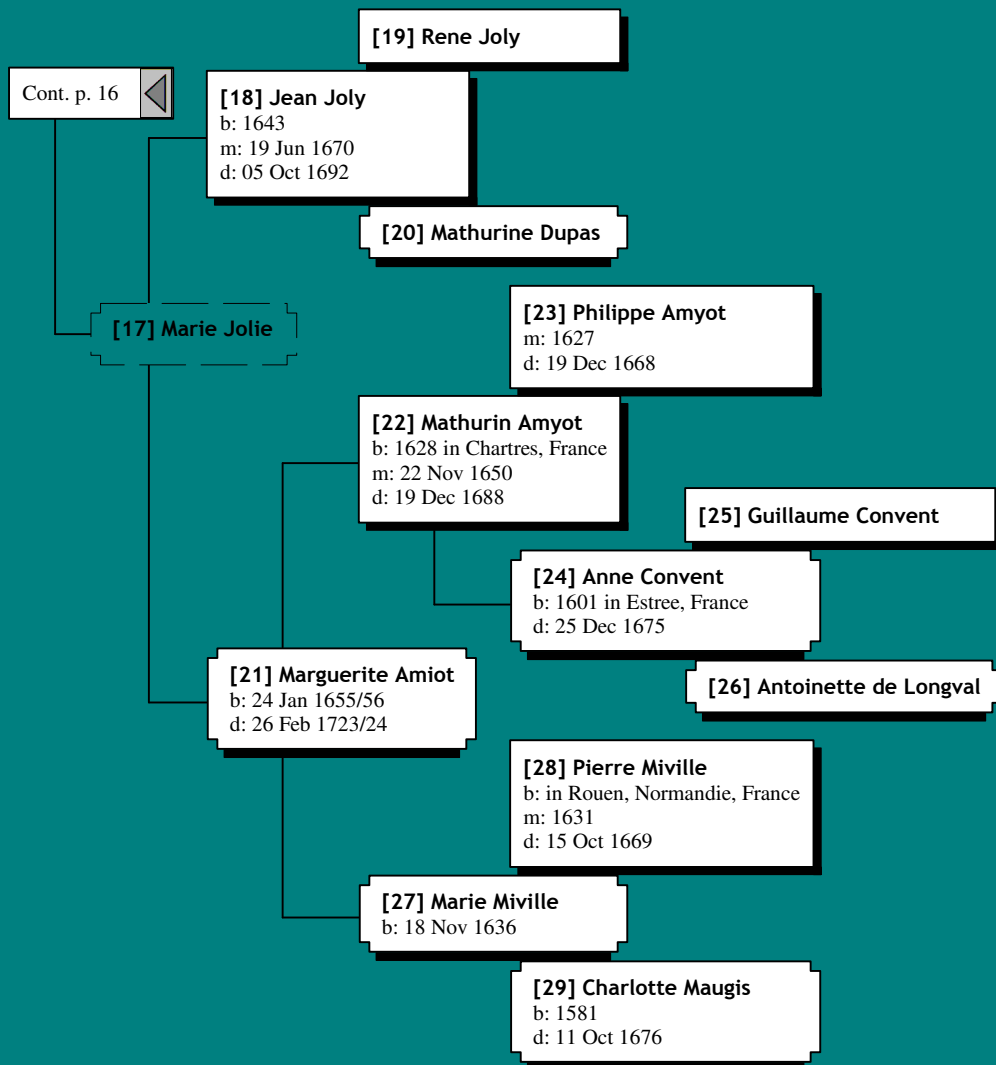 [19] Rene Joly
Cont. p. 16
[18] Jean Joly
b: 1643
m: 19 Jun 1670
d: 05 Oct 1692
[20] Mathurine Dupas
[17] Marie Jolie
[23] Philippe Amyot
m: 1627
d: 19 Dec 1668
[22] Mathurin Amyot
b: 1628 in Chartres, France
m: 22 Nov 1650
d: 19 Dec 1688
[25] Guillaume Convent
[24] Anne Convent
b: 1601 in Estree, France
d: 25 Dec 1675
[26] Antoinette de Longval
[21] Marguerite Amiot
b: 24 Jan 1655/56
d: 26 Feb 1723/24
[28] Pierre Miville
b: in Rouen, Normandie, France
m: 1631
d: 15 Oct 1669
[27] Marie Miville
b: 18 Nov 1636
[29] Charlotte Maugis
b: 1581
d: 11 Oct 1676